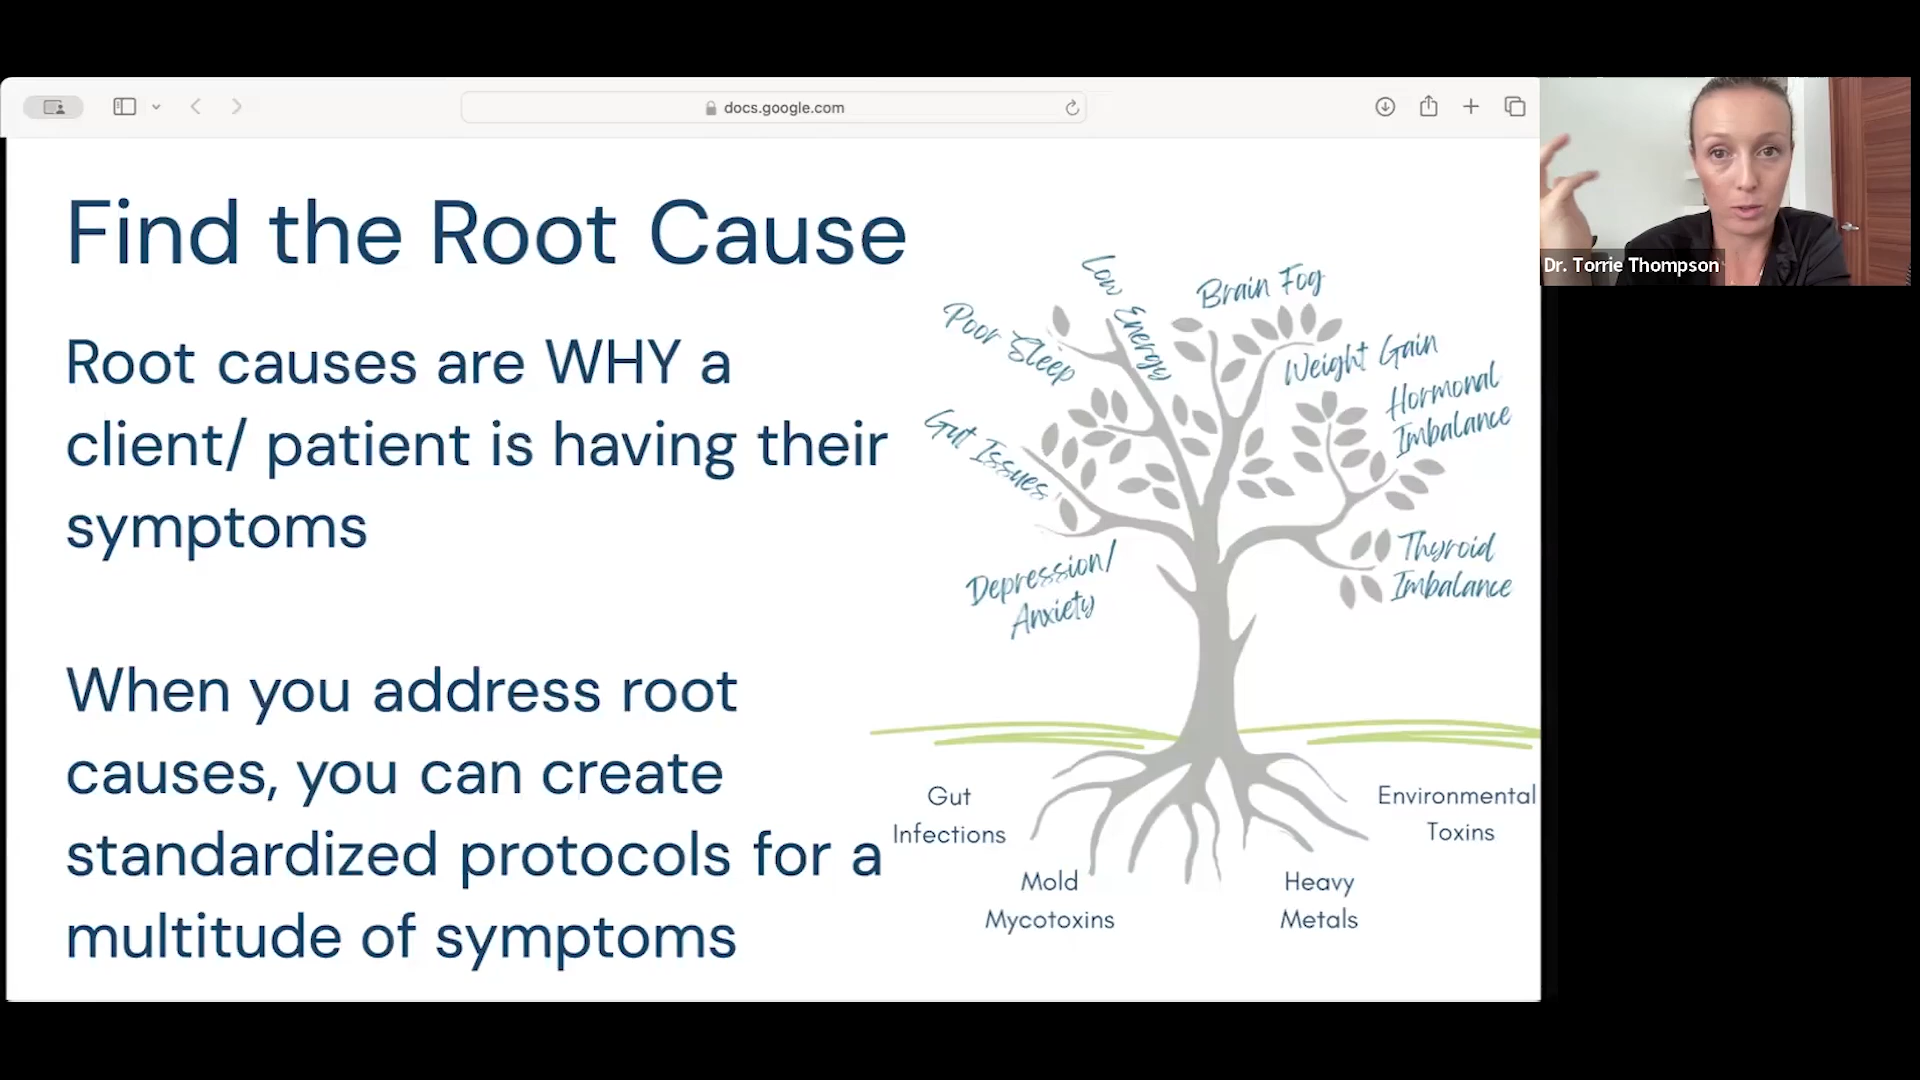 docs.google.com
Find the Root Cause
Root causes are WHY a
client/ patient is having their
symptoms
When you address root
causes, you can create
standardized protocols for a
multitude of symptoms
Low Energy
Brain Fog
Poor Sleep
Weight Gain
Hormonal
Imbalance
Gut Issues
Thyroid
Imbalance
Depression/
Anxiety
Gut
Infections
Mold
Mycotoxins
Heavy
Metals
Environmental
Toxins
Dr. Torrie Thompson